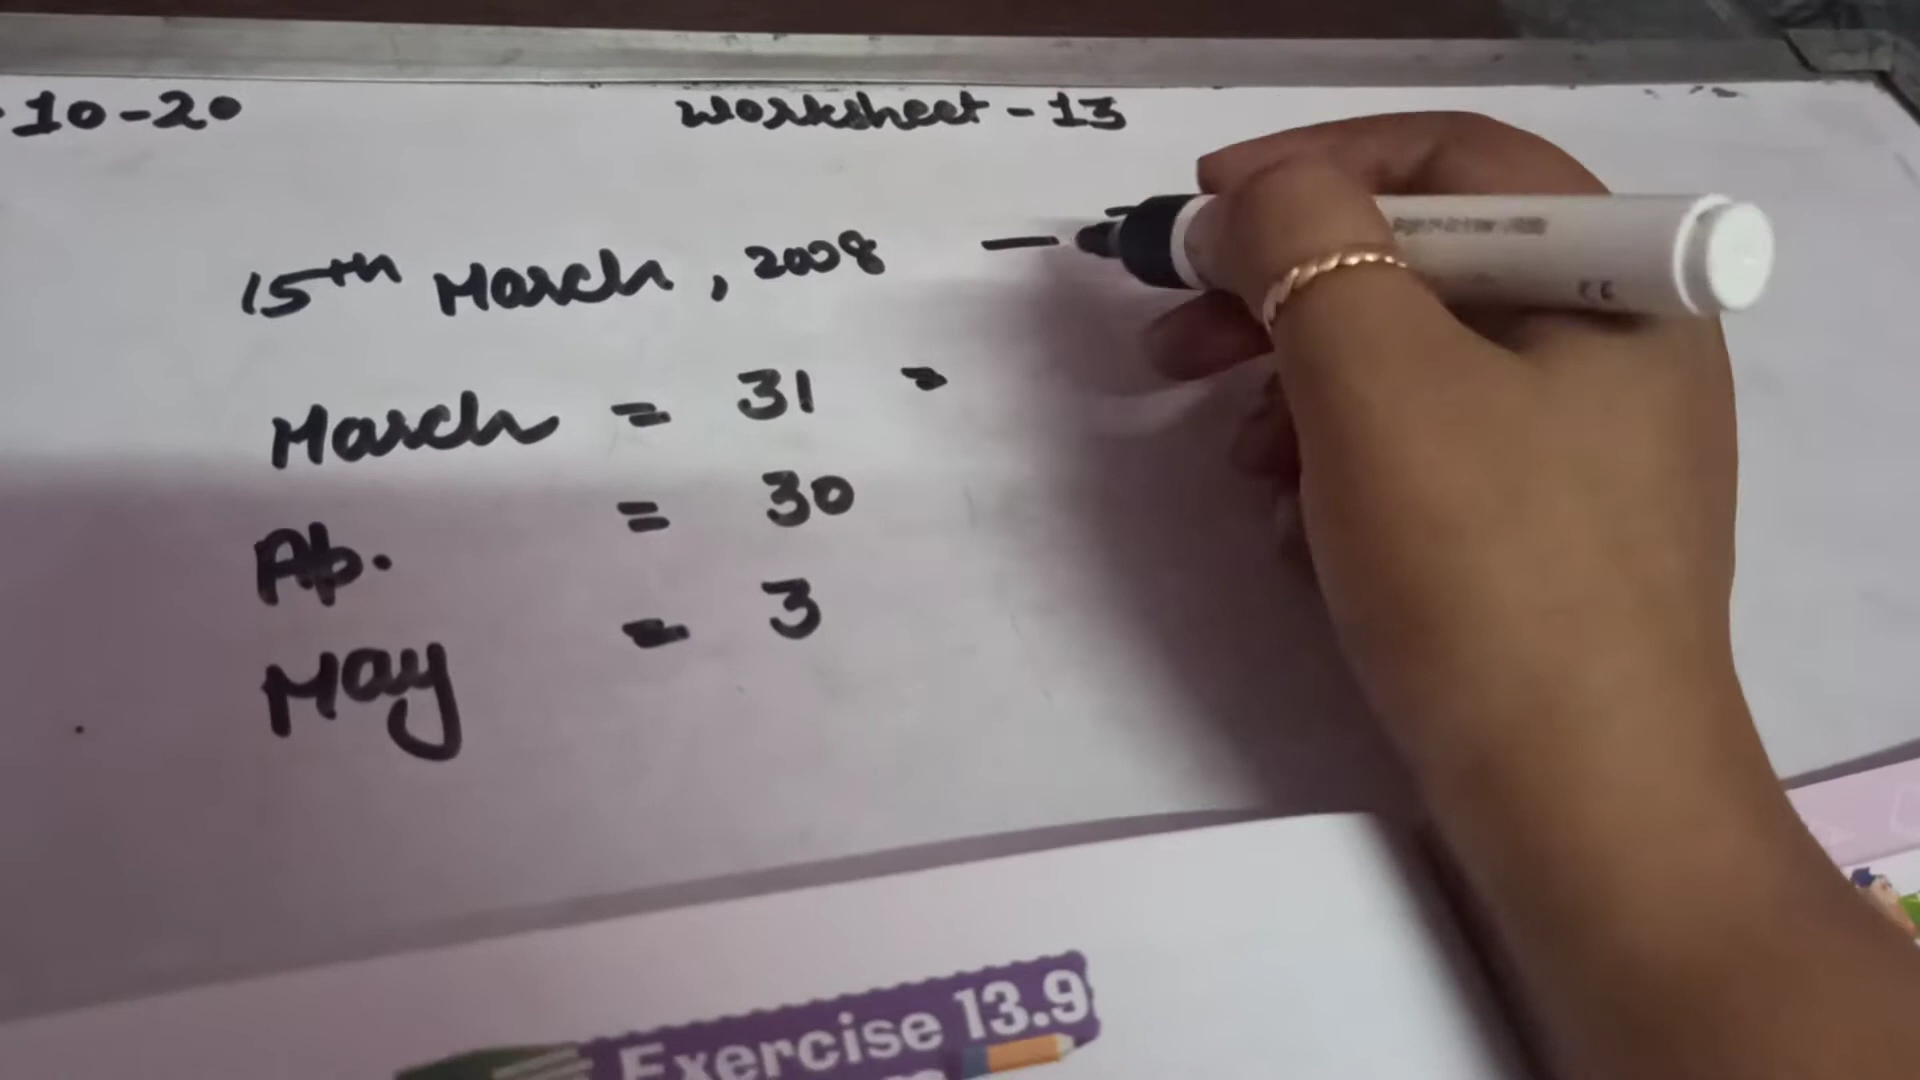 10-20 Worksheet-13
15th March, 2008 —
March = 31 =
Ap. = 30
May = 3
Exercise 13.9